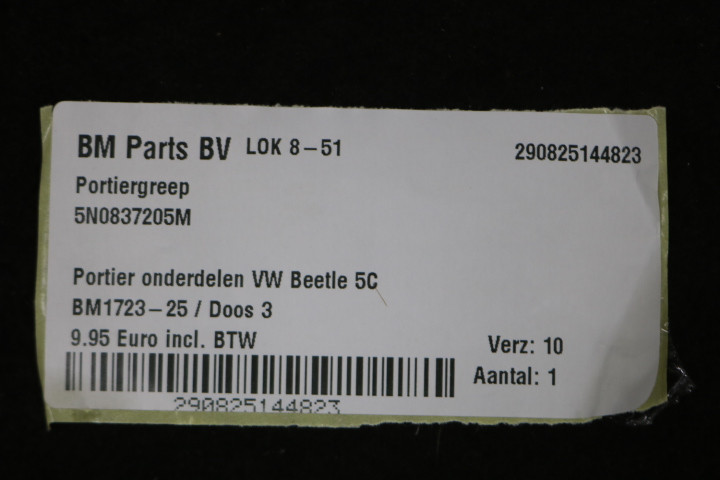 BM Parts BV LOK 8-51 290825144823
Portiergreep
5N0837205M
Portier onderdelen VW Beetle 5C
BM1723-25 / Doos 3
9.95 Euro incl. BTW
Verz: 10
Aantal: 1
290825144823